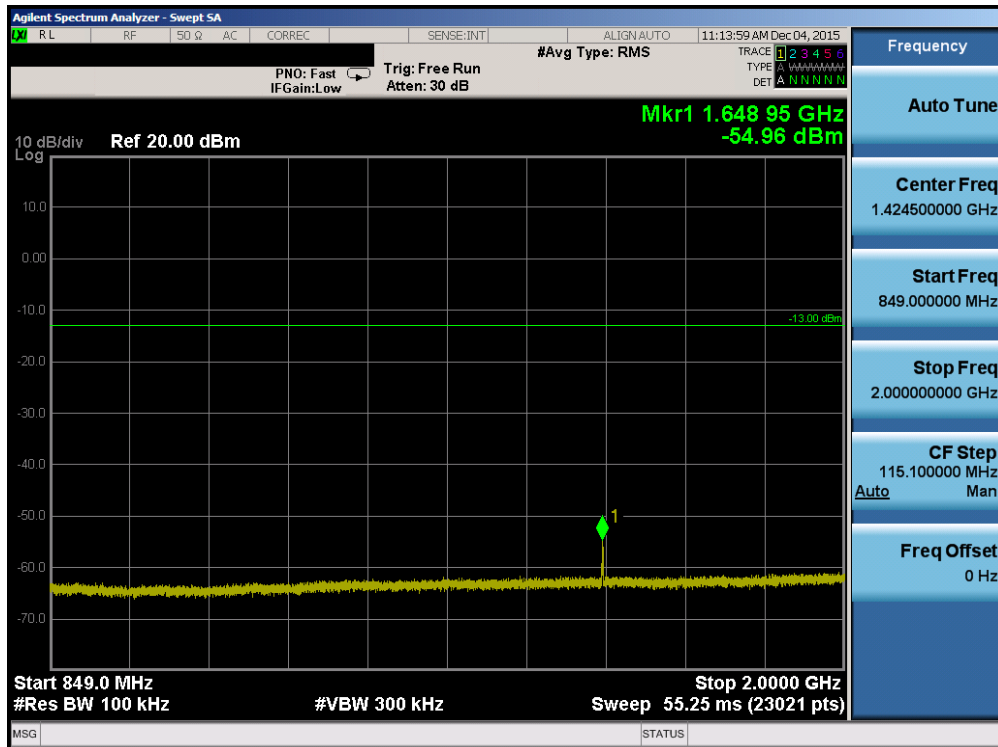 Agilent Spectrum Analyzer - Swept SA
LXI RL RF 50 Ω AC CORREC SENSE:INT ALIGN AUTO 11:13:59 AM Dec 04, 2015
Frequency
#Avg Type: RMS
TRACE 1 2 3 4 5 6
TYPE A WWWWW
DET A N N N N N
PNO: Fast
IFGain:Low
Trig: Free Run
Atten: 30 dB
Auto Tune
Mkr1 1.648 95 GHz
-54.96 dBm
10 dB/div Ref 20.00 dBm
Log
Center Freq
1.424500000 GHz
10.0
0.00
Start Freq
849.000000 MHz
-10.0
-13.00 dBm
-20.0
Stop Freq
2.000000000 GHz
-30.0
-40.0
CF Step
115.100000 MHz
Auto Man
-50.0
1
-60.0
Freq Offset
0 Hz
-70.0
Start 849.0 MHz Stop 2.0000 GHz
#Res BW 100 kHz #VBW 300 kHz Sweep 55.25 ms (23021 pts)
MSG STATUS